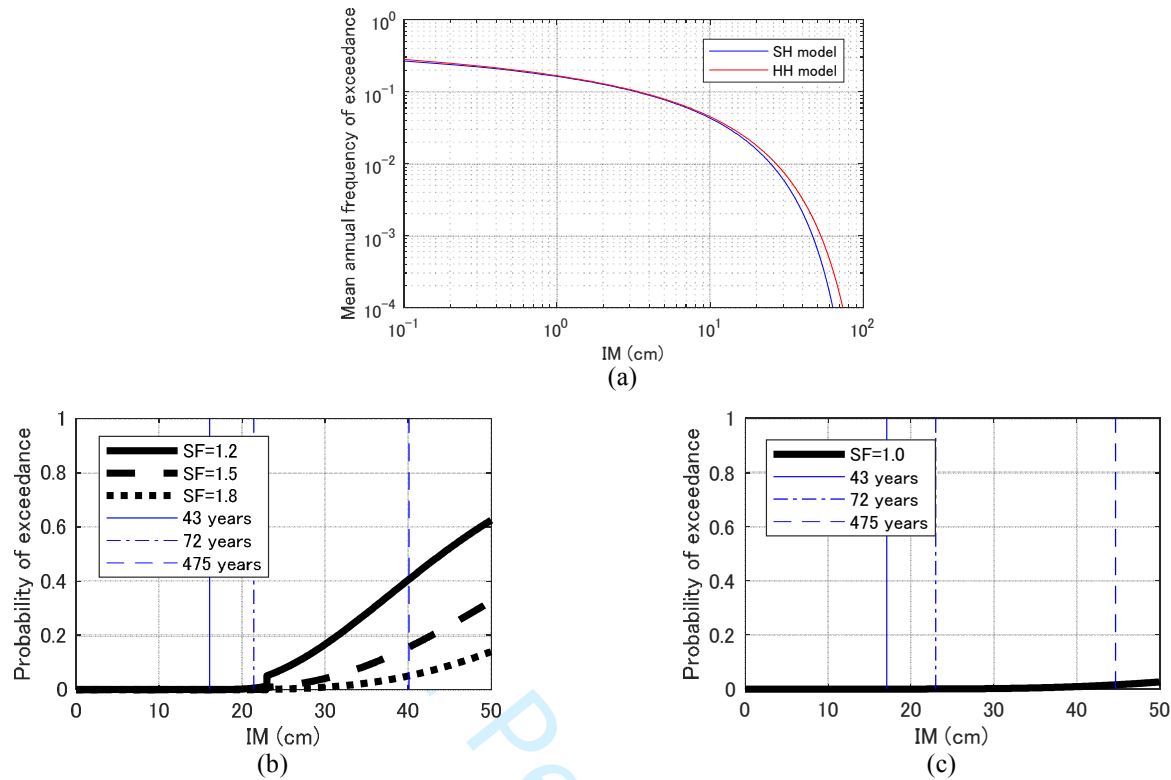 10^0
10^-1
10^-2
10^-3
10^-4
Mean annual frequency of exceedance
SH model
HH model
10^-1
10^0
10^1
10^2
IM (cm)
(a)
1
0.8
0.6
0.4
0.2
0
Probability of exceedance
SF=1.2
SF=1.5
SF=1.8
43 years
72 years
475 years
0
10
20
30
40
50
IM (cm)
(b)
1
0.8
0.6
0.4
0.2
0
Probability of exceedance
SF=1.0
43 years
72 years
475 years
0
10
20
30
40
50
IM (cm)
(c)